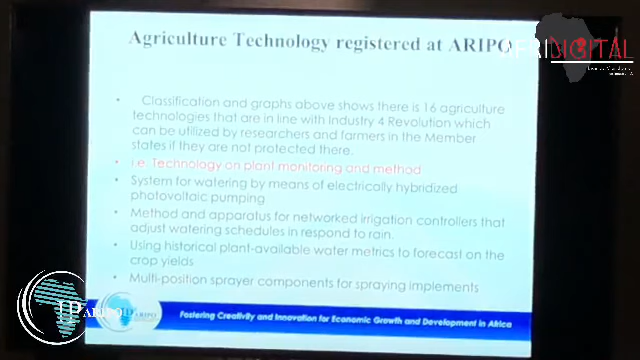 Agriculture Technology registered at ARIPO
AFRIDIGITAL
• Classification and graphs above shows there is 16 agriculture
technologies that are in line with Industry 4 Revolution which
can be utilized by researchers and farmers in the Member
states if they are not protected there.
• i.e. Technology on plant monitoring and method
• System for watering by means of electrically hybridized
photovoltaic pumping
• Method and apparatus for networked irrigation controllers that
adjust watering schedules in respond to rain.
• Using historical plant-available water metrics to forecast on the
crop yields
• Multi-position sprayer components for spraying implements
ARIPO
ARIPO
Fostering Creativity and Innovation for Economic Growth and Development in Africa